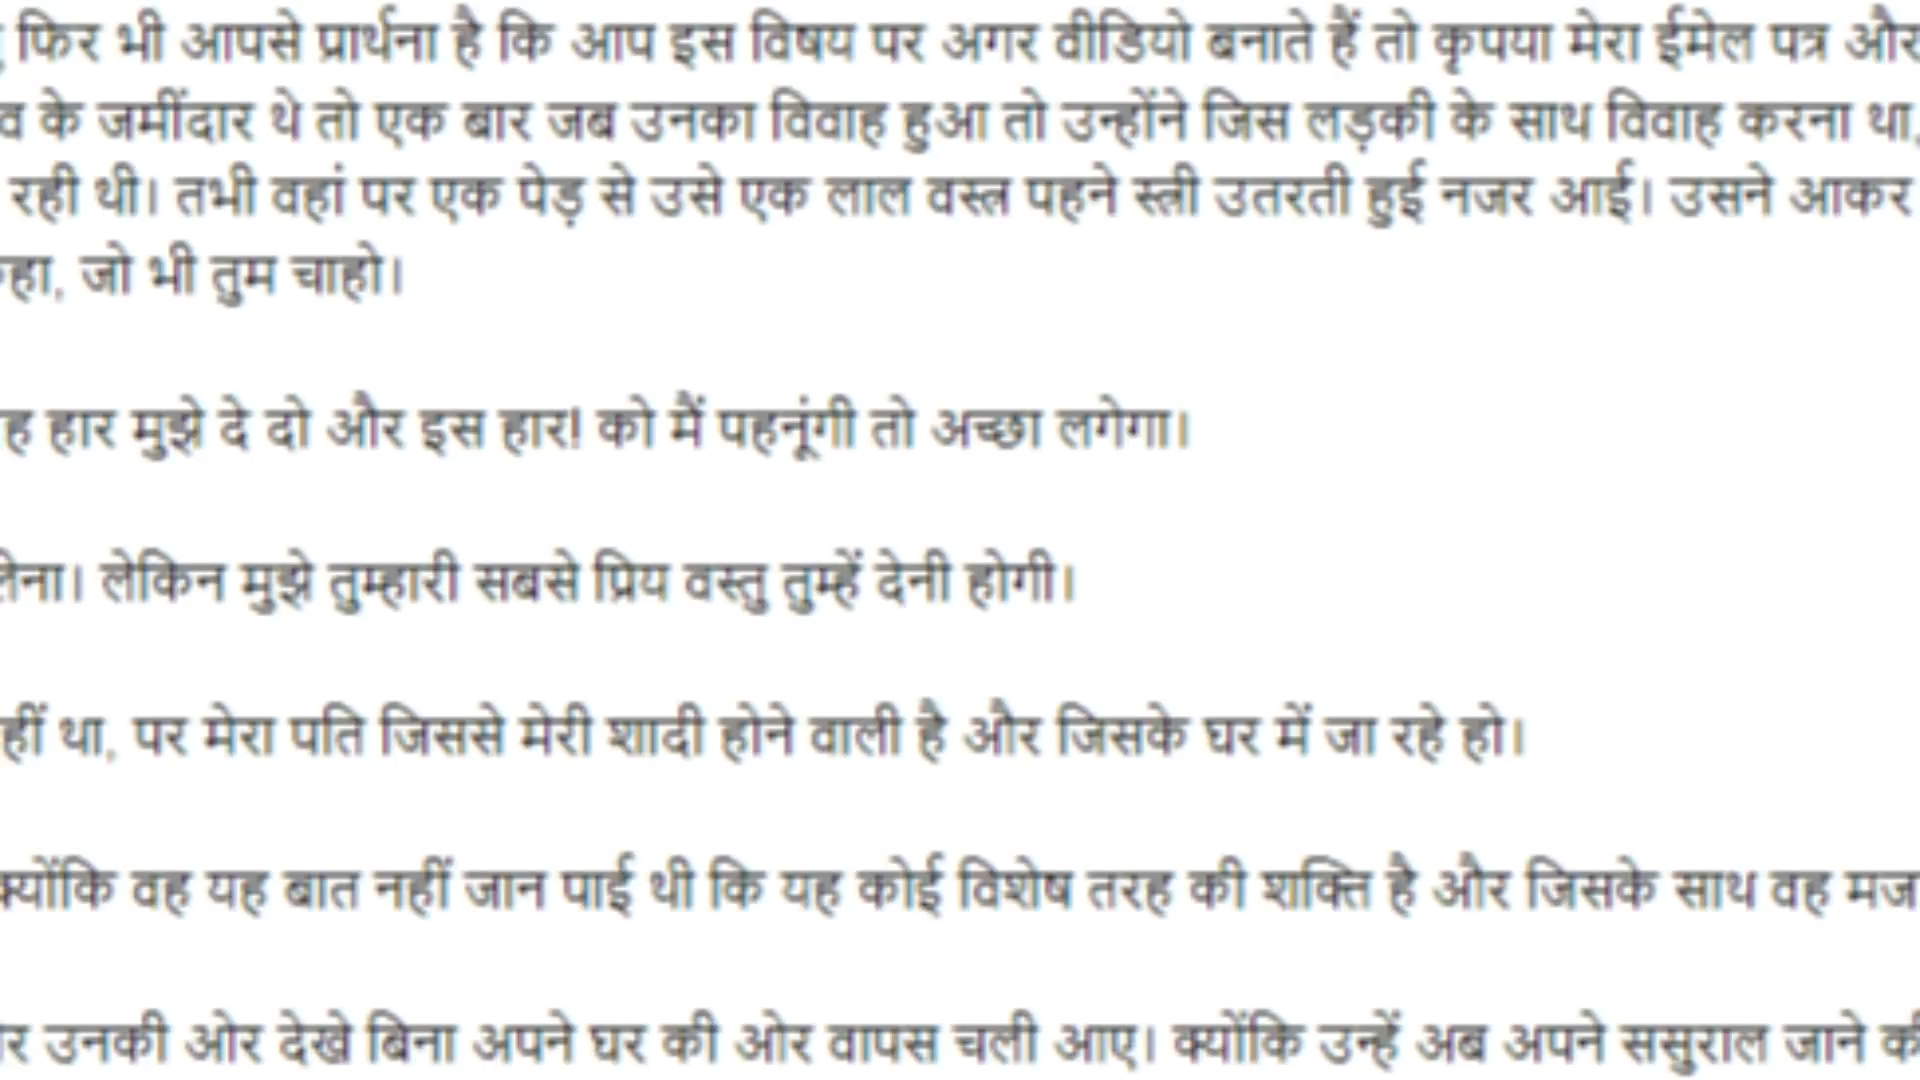 फिर भी आपसे प्रार्थना है कि आप इस विषय पर अगर वीडियो बनाते हैं तो कृपया मेरा ईमेल पत्र और
व के जमींदार थे तो एक बार जब उनका विवाह हुआ तो उन्होंने जिस लड़की के साथ विवाह करना था,
रही थी। तभी वहां पर एक पेड़ से उसे एक लाल वस्त्र पहने स्त्री उतरती हुई नजर आई। उसने आकर
हा, जो भी तुम चाहो।
ह हार मुझे दे दो और इस हार! को मैं पहनूंगी तो अच्छा लगेगा।
लेना। लेकिन मुझे तुम्हारी सबसे प्रिय वस्तु तुम्हें देनी होगी।
हीं था, पर मेरा पति जिससे मेरी शादी होने वाली है और जिसके घर में जा रहे हो।
क्योंकि वह यह बात नहीं जान पाई थी कि यह कोई विशेष तरह की शक्ति है और जिसके साथ वह मज
र उनकी ओर देखे बिना अपने घर की ओर वापस चली आए। क्योंकि उन्हें अब अपने ससुराल जाने की